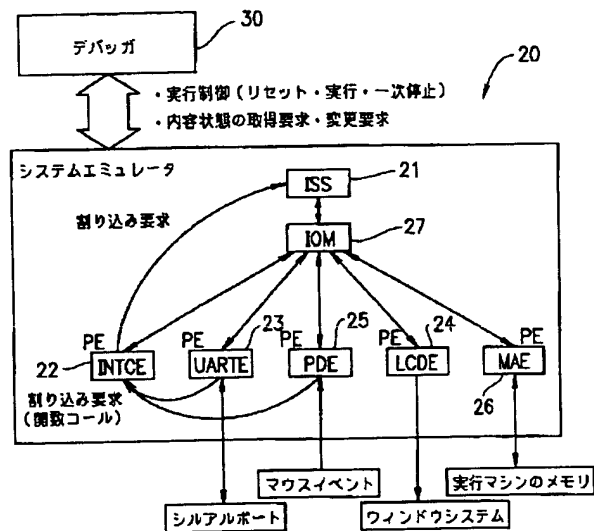 デバッガ
30
20
・実行制御(リセット・実行・一次停止)
・内容状態の取得要求・変更要求
システムエミュレータ
ISS
21
割り込み要求
IOM
27
PE
23
PE
25
PE
24
PE
22
INTCE
UARTE
PDE
LCDE
MAE
26
割り込み要求
(関数コール)
マウスイベント
実行マシンのメモリ
シルアルポート
ウィンドウシステム